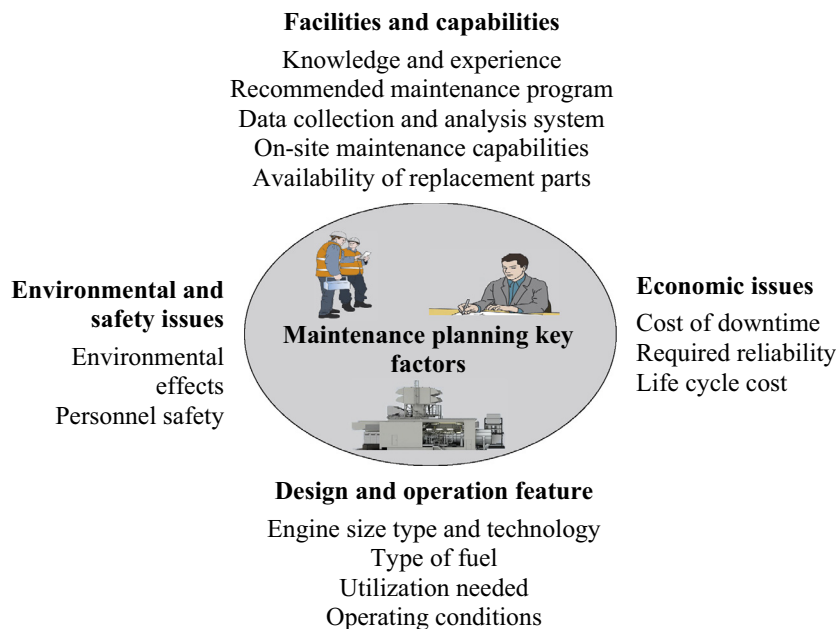 Facilities and capabilities
Knowledge and experience
Recommended maintenance program
Data collection and analysis system
On-site maintenance capabilities
Availability of replacement parts
Environmental and
safety issues
Environmental
effects
Personnel safety
Maintenance planning key
factors
Economic issues
Cost of downtime
Required reliability
Life cycle cost
Design and operation feature
Engine size type and technology
Type of fuel
Utilization needed
Operating conditions